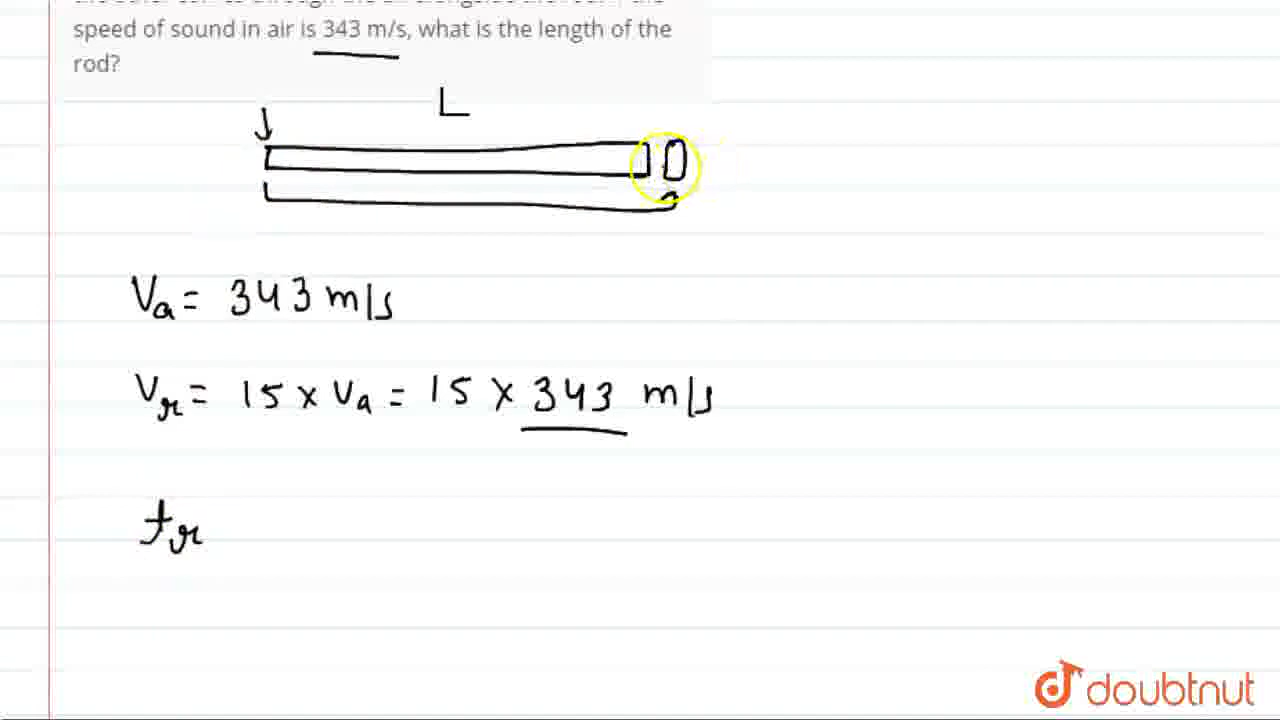 speed of sound in air is 343 m/s, what is the length of the
rod?
L
Va = 343 m/s
Vr = 15 × Va = 15 × 343 m/s
tr
doubtnut